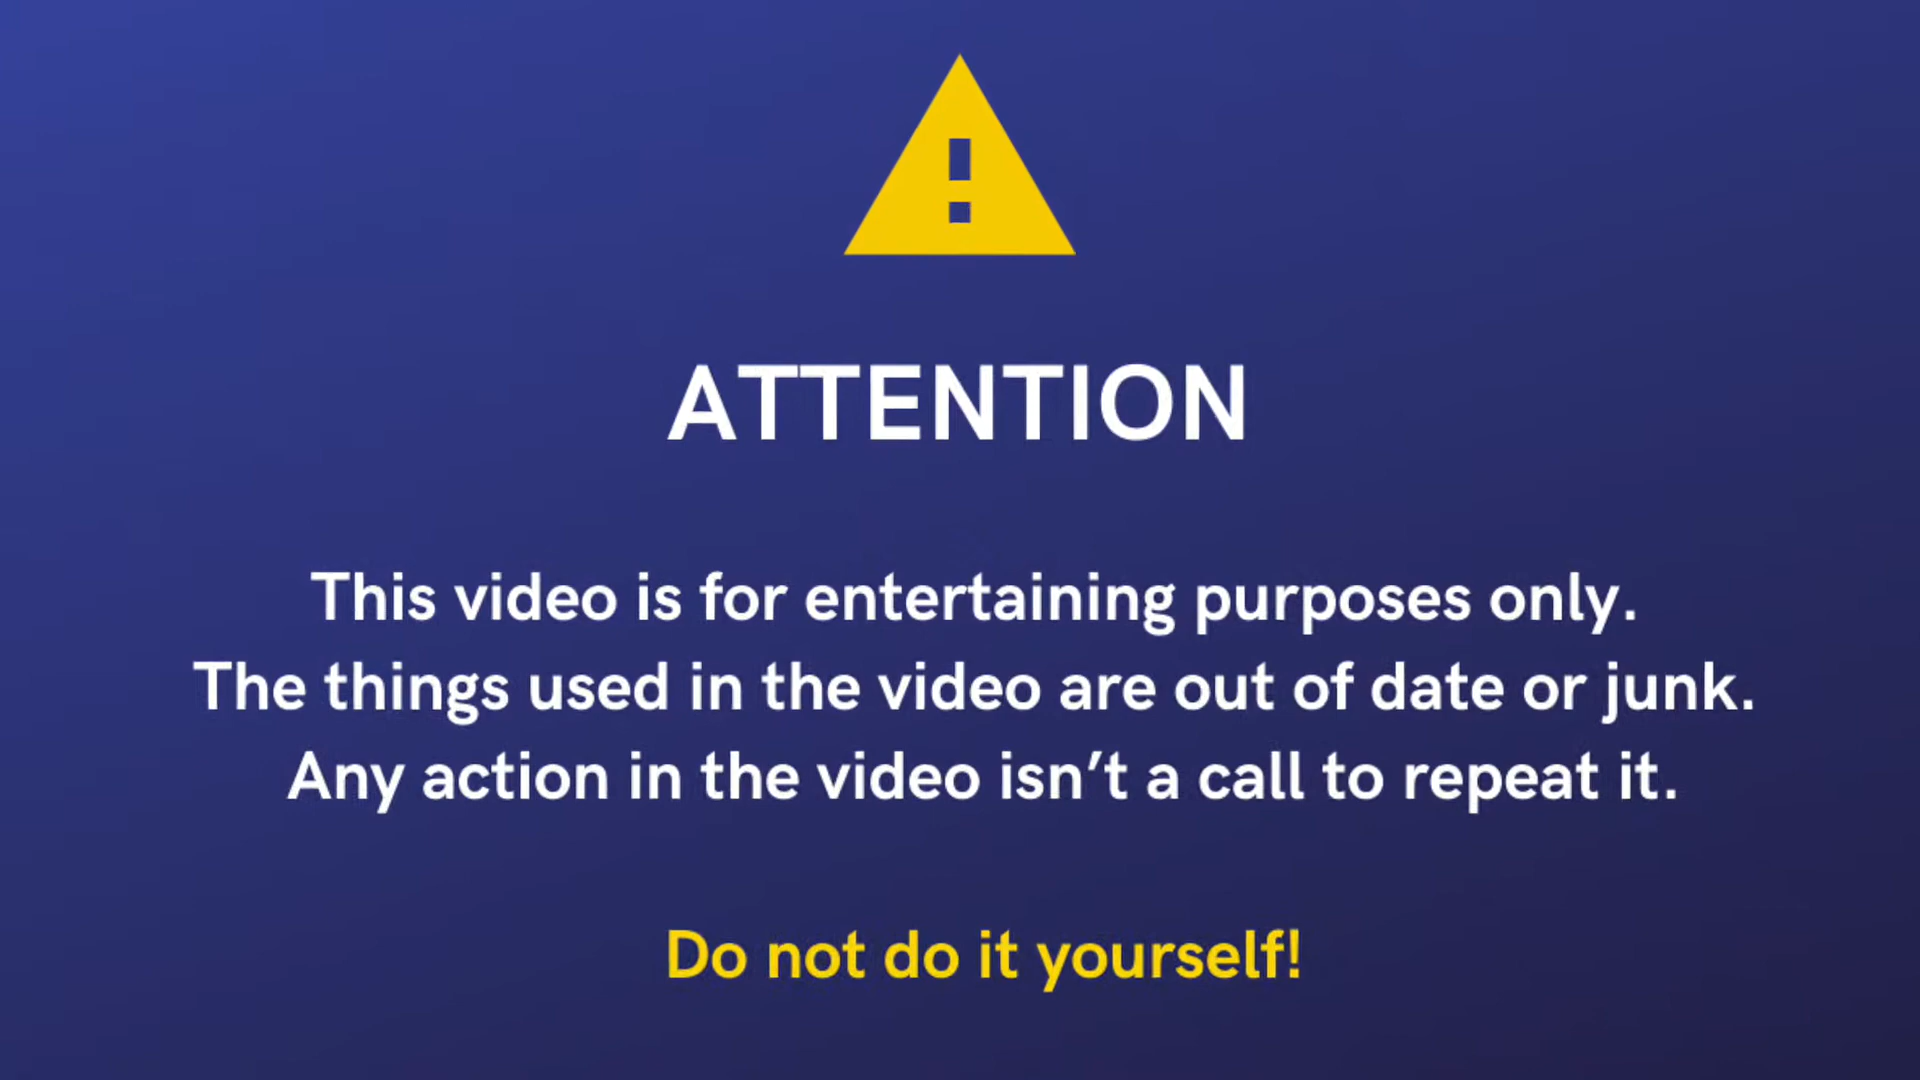 ATTENTION
This video is for entertaining purposes only.
The things used in the video are out of date or junk.
Any action in the video isn’t a call to repeat it.
Do not do it yourself!